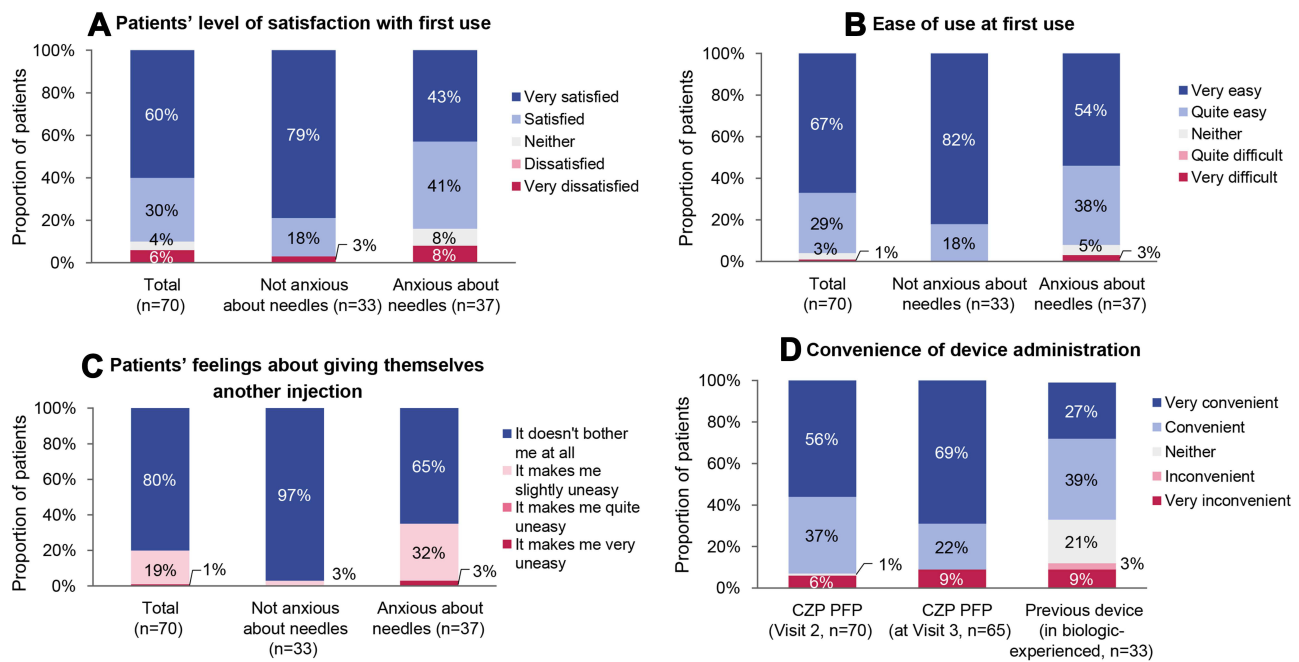 A Patients' level of satisfaction with first use
Proportion of patients
100%
80%
60%
40%
20%
0%
60%
30%
4%
6%
79%
18%
3%
43%
41%
8%
8%
Total
(n=70)
Not anxious
about needles (n=33)
Anxious about
needles (n=37)
Very satisfied
Satisfied
Neither
Dissatisfied
Very dissatisfied
B Ease of use at first use
Proportion of patients
100%
80%
60%
40%
20%
0%
67%
29%
3%
1%
82%
18%
54%
38%
5%
3%
Total
(n=70)
Not anxious about
needles (n=33)
Anxious about
needles (n=37)
Very easy
Quite easy
Neither
Quite difficult
Very difficult
C Patients' feelings about giving themselves
another injection
Proportion of patients
100%
80%
60%
40%
20%
0%
80%
19%
1%
97%
3%
65%
32%
3%
Total
(n=70)
Not anxious
about needles
(n=33)
Anxious about
needles (n=37)
It doesn't bother
me at all
It makes me
slightly uneasy
It makes me quite
uneasy
It makes me very
uneasy
D Convenience of device administration
Proportion of patients
100%
80%
60%
40%
20%
0%
56%
37%
1%
6%
69%
22%
9%
27%
39%
21%
3%
9%
CZP PFP
(Visit 2, n=70)
CZP PFP
(at Visit 3, n=65)
Previous device
(in biologic-
experienced, n=33)
Very convenient
Convenient
Neither
Inconvenient
Very inconvenient